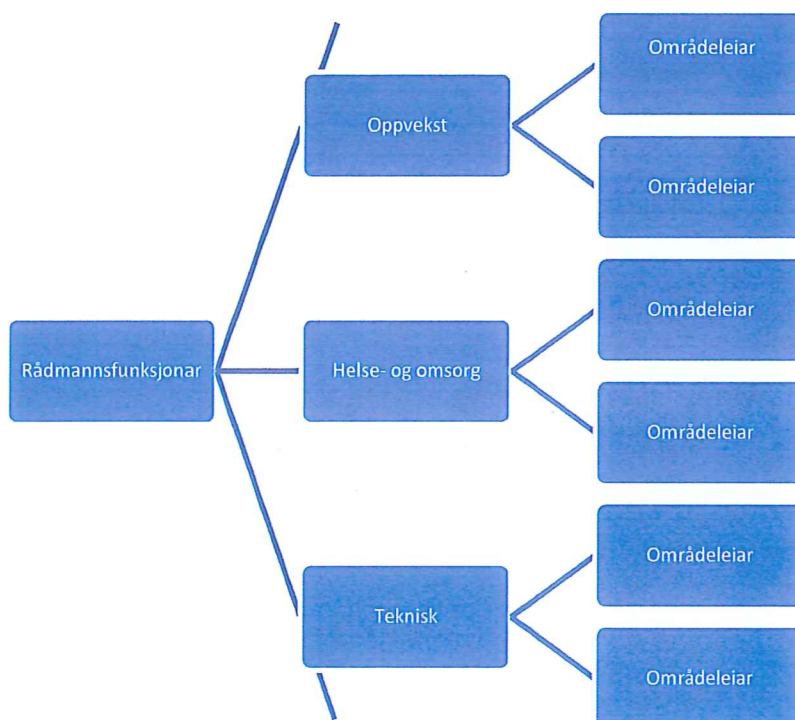 Rådmannsfunksjonar
Oppvekst
Områdeleiar
Områdeleiar
Helse- og omsorg
Områdeleiar
Områdeleiar
Teknisk
Områdeleiar
Områdeleiar